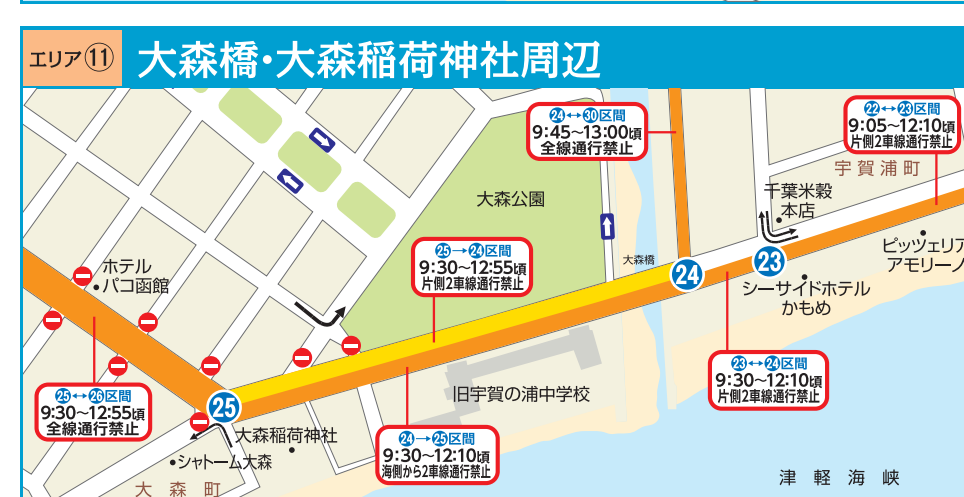 エリア⑪
大森橋・大森稲荷神社周辺
24↔30区間
9:45〜13:00頃
全線通行禁止
22↔23区間
9:05〜12:10頃
片側2車線通行禁止
宇賀浦町
千葉米穀
本店
大森公園
25→24区間
9:30〜12:55頃
片側2車線通行禁止
大森橋
24
23
ピッツェリア
アモリーノ
ホテル
パコ函館
シーサイドホテル
かもめ
23↔24区間
9:30〜12:10頃
片側2車線通行禁止
25↔26区間
9:30〜12:55頃
全線通行禁止
25
旧宇賀の浦中学校
大森稲荷神社
シャトーム大森
24→25区間
9:30〜12:10頃
海側から2車線通行禁止
大森町
津軽海峡